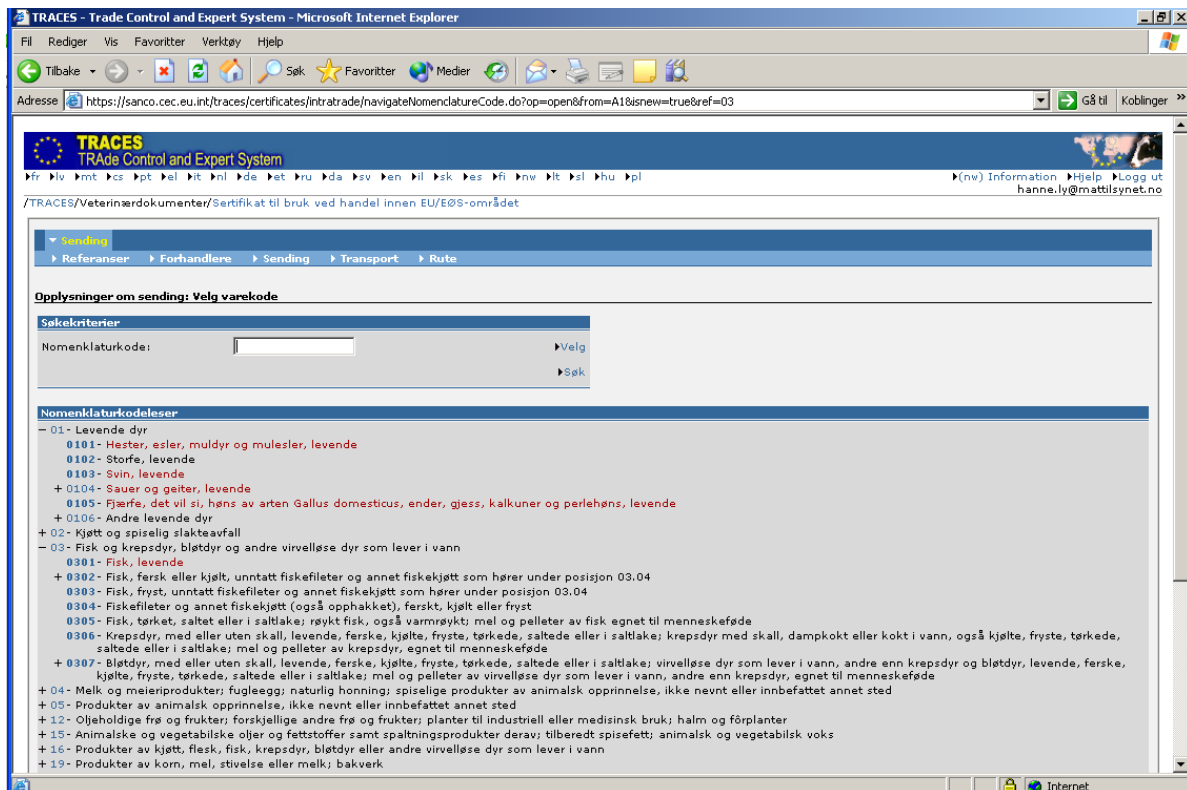 TRACES - Trade Control and Expert System - Microsoft Internet Explorer
Fil Rediger Vis Favoritter Verktøy Hjelp
Tilbake Søk Favoritter Medier
Adresse https://sanco.cec.eu.int/traces/certificates/intratrade/navigateNomenclatureCode.do?op=open&from=A1&isnew=true&ref=03 Gå til Koblinger »
TRACES
TRAde Control and Expert System
fr lv mt cs pt el it nl de et ru da sv en il sk es fi nw lt sl hu pl (nw) Information Hjelp Logg ut
hanne.ly@mattilsynet.no
/TRACES/Veterinærdokumenter/Sertifikat til bruk ved handel innen EU/EØS-området
Sending
Referanser Forhandlere Sending Transport Rute
Opplysninger om sending: Velg varekode
Søkekriterier
Nomenklaturkode: Velg
Søk
Nomenklaturkodeleser
− 01- Levende dyr
0101- Hester, esler, muldyr og mulesler, levende
0102- Storfe, levende
0103- Svin, levende
+ 0104- Sauer og geiter, levende
0105- Fjærfe, det vil si, høns av arten Gallus domesticus, ender, gjess, kalkuner og perlehøns, levende
+ 0106- Andre levende dyr
+ 02- Kjøtt og spiselig slakteavfall
− 03- Fisk og krepsdyr, bløtdyr og andre virvelløse dyr som lever i vann
0301- Fisk, levende
+ 0302- Fisk, fersk eller kjølt, unntatt fiskefileter og annet fiskekjøtt som hører under posisjon 03.04
0303- Fisk, fryst, unntatt fiskefileter og annet fiskekjøtt som hører under posisjon 03.04
0304- Fiskefileter og annet fiskekjøtt (også opphakket), ferskt, kjølt eller fryst
0305- Fisk, tørket, saltet eller i saltlake; røykt fisk, også varmrøykt; mel og pelleter av fisk egnet til menneskeføde
0306- Krepsdyr, med eller uten skall, levende, ferske, kjølte, fryste, tørkede, saltede eller i saltlake; krepsdyr med skall, dampkokt eller kokt i vann, også kjølte, fryste, tørkede,
saltede eller i saltlake; mel og pelleter av krepsdyr, egnet til menneskeføde
+ 0307- Bløtdyr, med eller uten skall, levende, ferske, kjølte, fryste, tørkede, saltede eller i saltlake; virvelløse dyr som lever i vann, andre enn krepsdyr og bløtdyr, levende, ferske,
kjølte, fryste, tørkede, saltede eller i saltlake; mel og pelleter av virvelløse dyr som lever i vann, andre enn krepsdyr, egnet til menneskeføde
+ 04- Melk og meieriprodukter; fugleegg; naturlig honning; spiselige produkter av animalsk opprinnelse, ikke nevnt eller innbefattet annet sted
+ 05- Produkter av animalsk opprinnelse, ikke nevnt eller innbefattet annet sted
+ 12- Oljeholdige frø og frukter; forskjellige andre frø og frukter; planter til industriell eller medisinsk bruk; halm og fôrplanter
+ 15- Animalske og vegetabilske oljer og fettstoffer samt spaltningsprodukter derav; tilberedt spisefett; animalsk og vegetabilsk voks
+ 16- Produkter av kjøtt, flesk, fisk, krepsdyr, bløtdyr eller andre virvelløse dyr som lever i vann
+ 19- Produkter av korn, mel, stivelse eller melk; bakverk
Internet